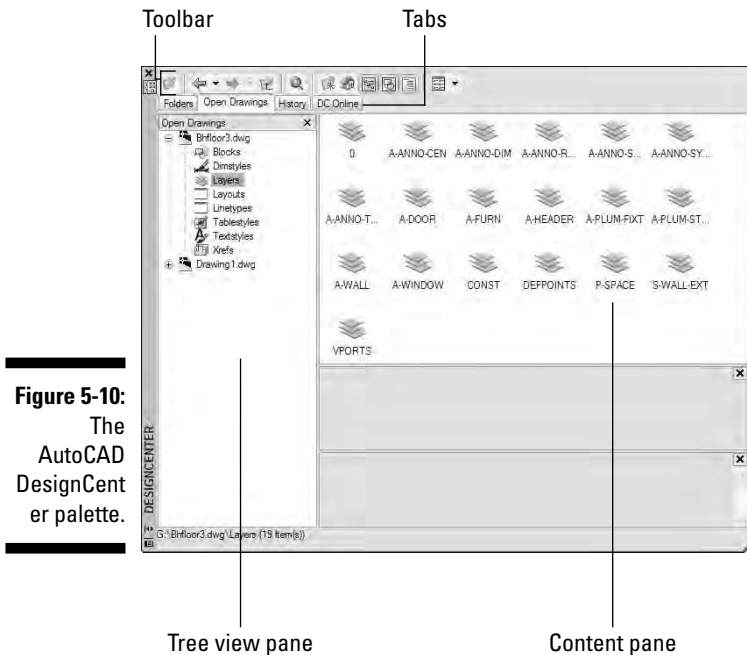 Toolbar
Tabs
Folders Open Drawings History DC Online
Open Drawings
Bhfloor3.dwg
Blocks
Dimstyles
Layers
Layouts
Linetypes
Tablestyles
Textstyles
Xrefs
Drawing1.dwg
0 A-ANNO-CEN A-ANNO-DIM A-ANNO-R... A-ANNO-S... A-ANNO-SY...
A-ANNO-T... A-DOOR A-FURN A-HEADER A-PLUM-FIXT A-PLUM-ST...
A-WALL A-WINDOW CONST DEFPOINTS P-SPACE S-WALL-EXT
VPORTS
DESIGNCENTER
G:\Bhfloor3.dwg\Layers (19 Item(s))
Figure 5-10:
The
AutoCAD
DesignCent
er palette.
Tree view pane
Content pane